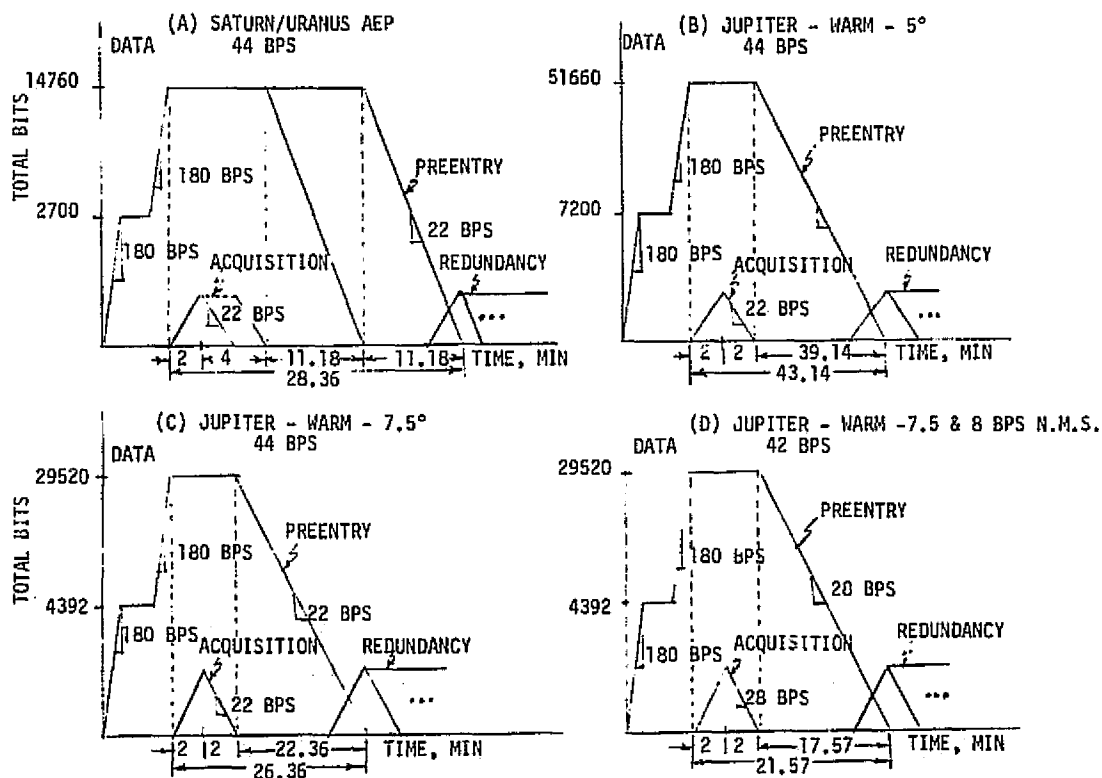 (A) SATURN/URANUS AEP
DATA
44 BPS
14760
TOTAL BITS
180 BPS
PREENTRY
2700
22 BPS
180 BPS
ACQUISITION
REDUNDANCY
22 BPS
...
2
4
11.18
11.18
TIME, MIN
28.36
(B) JUPITER - WARM - 5°
DATA
44 BPS
51660
PREENTRY
180 BPS
7200
180 BPS
ACQUISITION
REDUNDANCY
22 BPS
...
2
2
39.14
TIME, MIN
43.14
(C) JUPITER - WARM - 7.5°
DATA
44 BPS
29520
TOTAL BITS
PREENTRY
180 BPS
4392
22 BPS
180 BPS
ACQUISITION
REDUNDANCY
22 BPS
...
2
2
22.36
TIME, MIN
26.36
(D) JUPITER - WARM -7.5 & 8 BPS N.M.S.
DATA
42 BPS
29520
PREENTRY
180 BPS
28 BPS
4392
180 BPS
ACQUISITION
REDUNDANCY
28 BPS
...
2
2
17.57
TIME, MIN
21.57